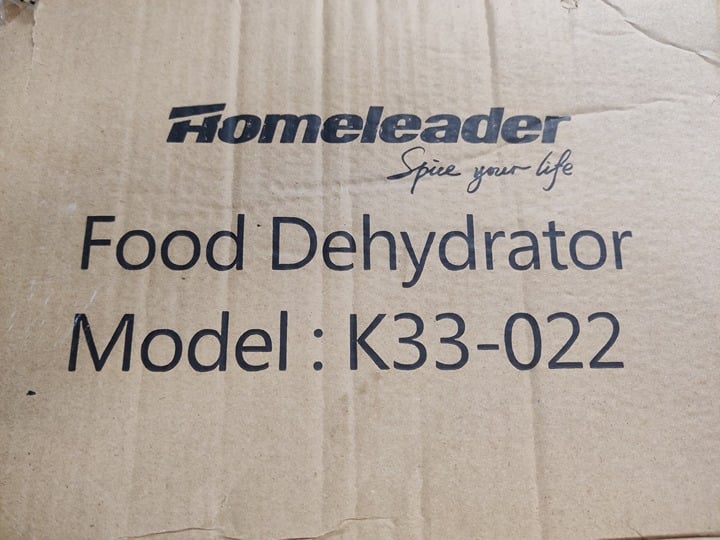 Homeleader
Spice your life
Food Dehydrator
Model : K33-022